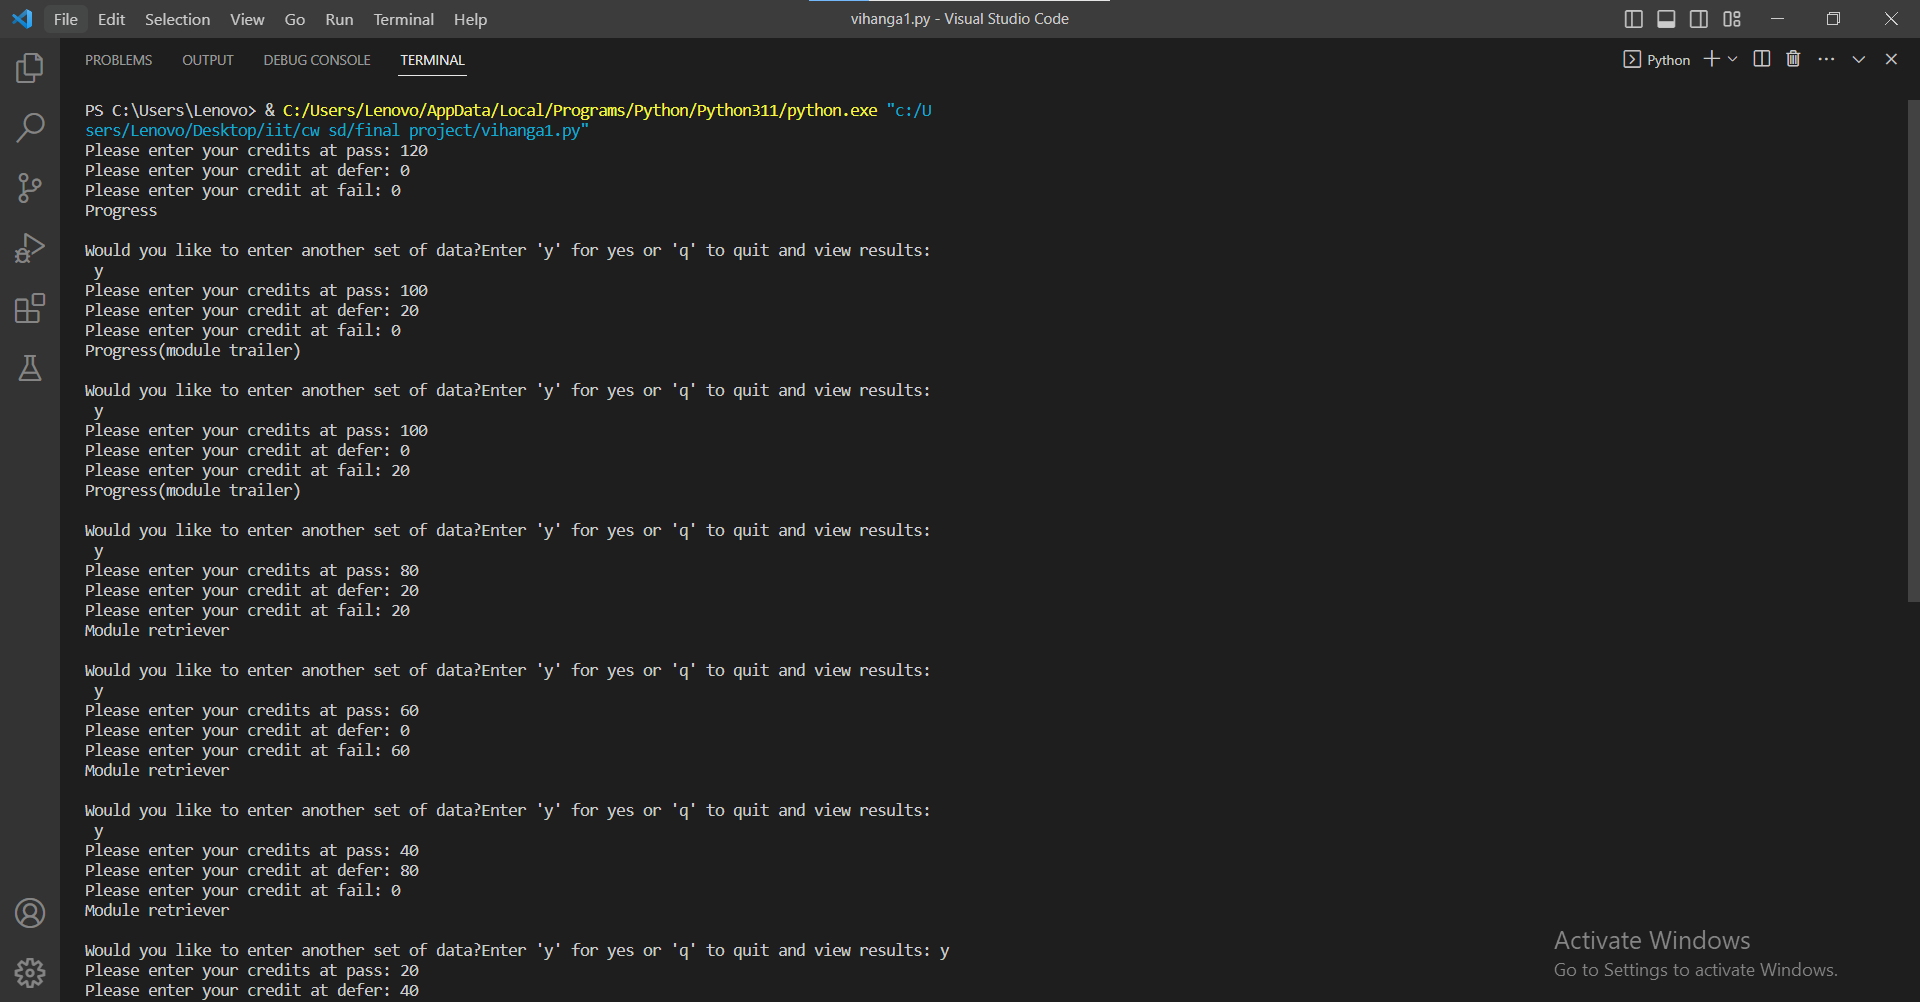 File Edit Selection View Go Run Terminal Help
vihanga1.py - Visual Studio Code
PROBLEMS OUTPUT DEBUG CONSOLE TERMINAL
Python
PS C:\Users\Lenovo> & C:/Users/Lenovo/AppData/Local/Programs/Python/Python311/python.exe "c:/U
sers/Lenovo/Desktop/iit/cw sd/final project/vihanga1.py"
Please enter your credits at pass: 120
Please enter your credit at defer: 0
Please enter your credit at fail: 0
Progress
Would you like to enter another set of data?Enter 'y' for yes or 'q' to quit and view results:
y
Please enter your credits at pass: 100
Please enter your credit at defer: 20
Please enter your credit at fail: 0
Progress(module trailer)
Would you like to enter another set of data?Enter 'y' for yes or 'q' to quit and view results:
y
Please enter your credits at pass: 100
Please enter your credit at defer: 0
Please enter your credit at fail: 20
Progress(module trailer)
Would you like to enter another set of data?Enter 'y' for yes or 'q' to quit and view results:
y
Please enter your credits at pass: 80
Please enter your credit at defer: 20
Please enter your credit at fail: 20
Module retriever
Would you like to enter another set of data?Enter 'y' for yes or 'q' to quit and view results:
y
Please enter your credits at pass: 60
Please enter your credit at defer: 0
Please enter your credit at fail: 60
Module retriever
Would you like to enter another set of data?Enter 'y' for yes or 'q' to quit and view results:
y
Please enter your credits at pass: 40
Please enter your credit at defer: 80
Please enter your credit at fail: 0
Module retriever
Would you like to enter another set of data?Enter 'y' for yes or 'q' to quit and view results: y
Please enter your credits at pass: 20
Please enter your credit at defer: 40
Activate Windows
Go to Settings to activate Windows.